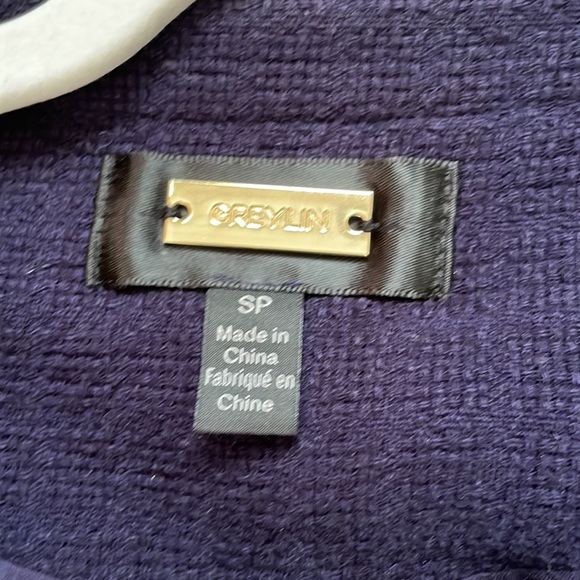 GREYLIN
SP
Made in
China
Fabriqué en
Chine